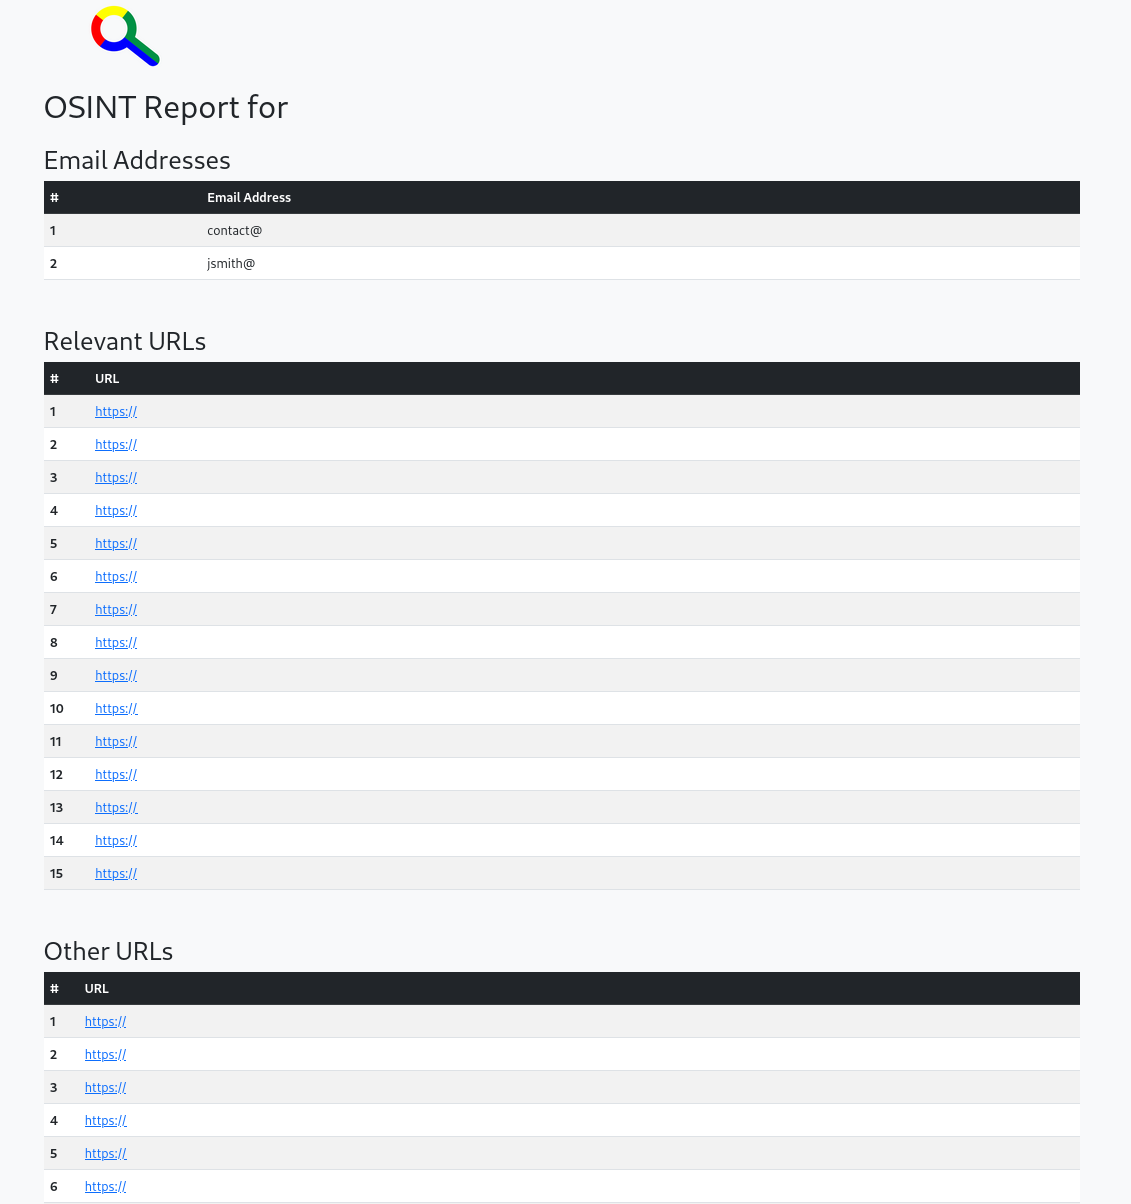 OSINT Report for
Email Addresses
# Email Address
1 contact@
2 jsmith@
Relevant URLs
# URL
1 https://
2 https://
3 https://
4 https://
5 https://
6 https://
7 https://
8 https://
9 https://
10 https://
11 https://
12 https://
13 https://
14 https://
15 https://
Other URLs
# URL
1 https://
2 https://
3 https://
4 https://
5 https://
6 https://